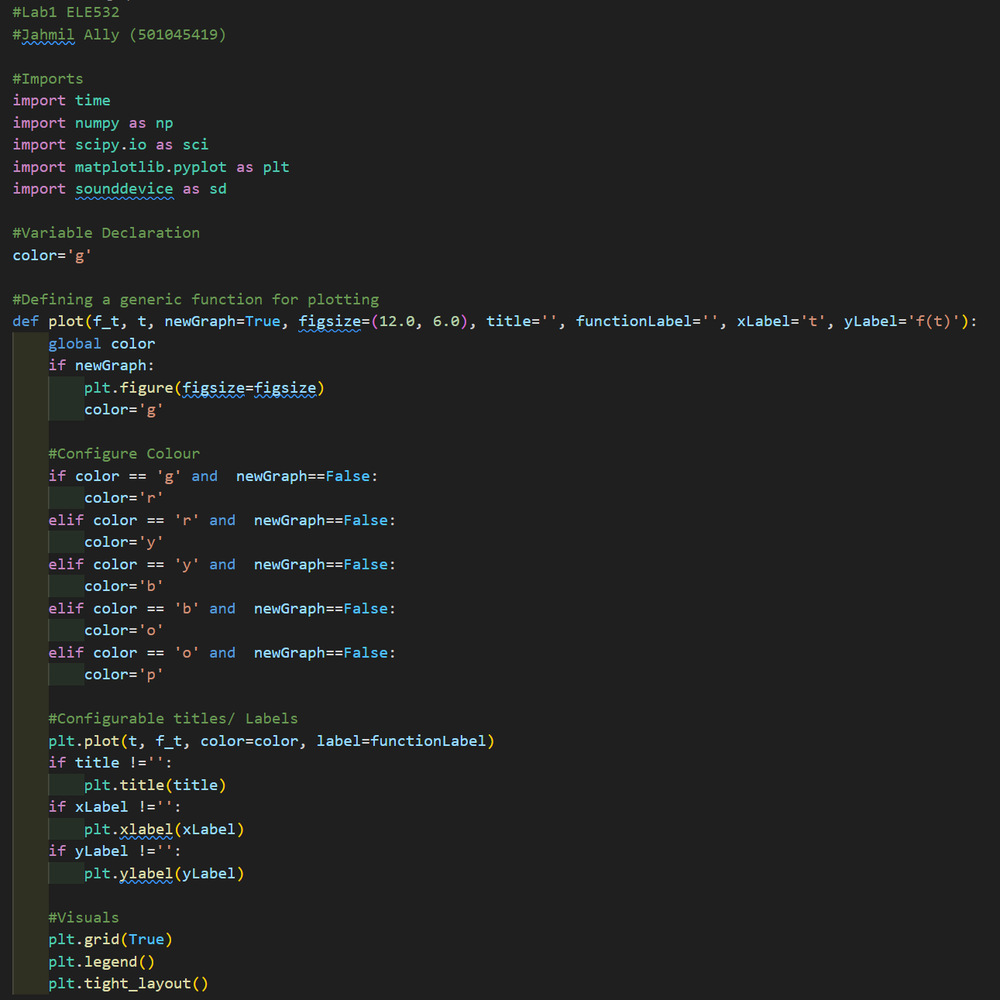 #Lab1 ELE532
#Jahmil Ally (501045419)
#Imports
import time
import numpy as np
import scipy.io as sci
import matplotlib.pyplot as plt
import sounddevice as sd
#Variable Declaration
color='g'
#Defining a generic function for plotting
def plot(f_t, t, newGraph=True, figsize=(12.0, 6.0), title='', functionLabel='', xLabel='t', yLabel='f(t)'):
    global color
    if newGraph:
        plt.figure(figsize=figsize)
        color='g'
    #Configure Colour
    if color == 'g' and  newGraph==False:
        color='r'
    elif color == 'r' and  newGraph==False:
        color='y'
    elif color == 'y' and  newGraph==False:
        color='b'
    elif color == 'b' and  newGraph==False:
        color='o'
    elif color == 'o' and  newGraph==False:
        color='p'
    #Configurable titles/ Labels
    plt.plot(t, f_t, color=color, label=functionLabel)
    if title !='':
        plt.title(title)
    if xLabel !='':
        plt.xlabel(xLabel)
    if yLabel !='':
        plt.ylabel(yLabel)
    #Visuals
    plt.grid(True)
    plt.legend()
    plt.tight_layout()